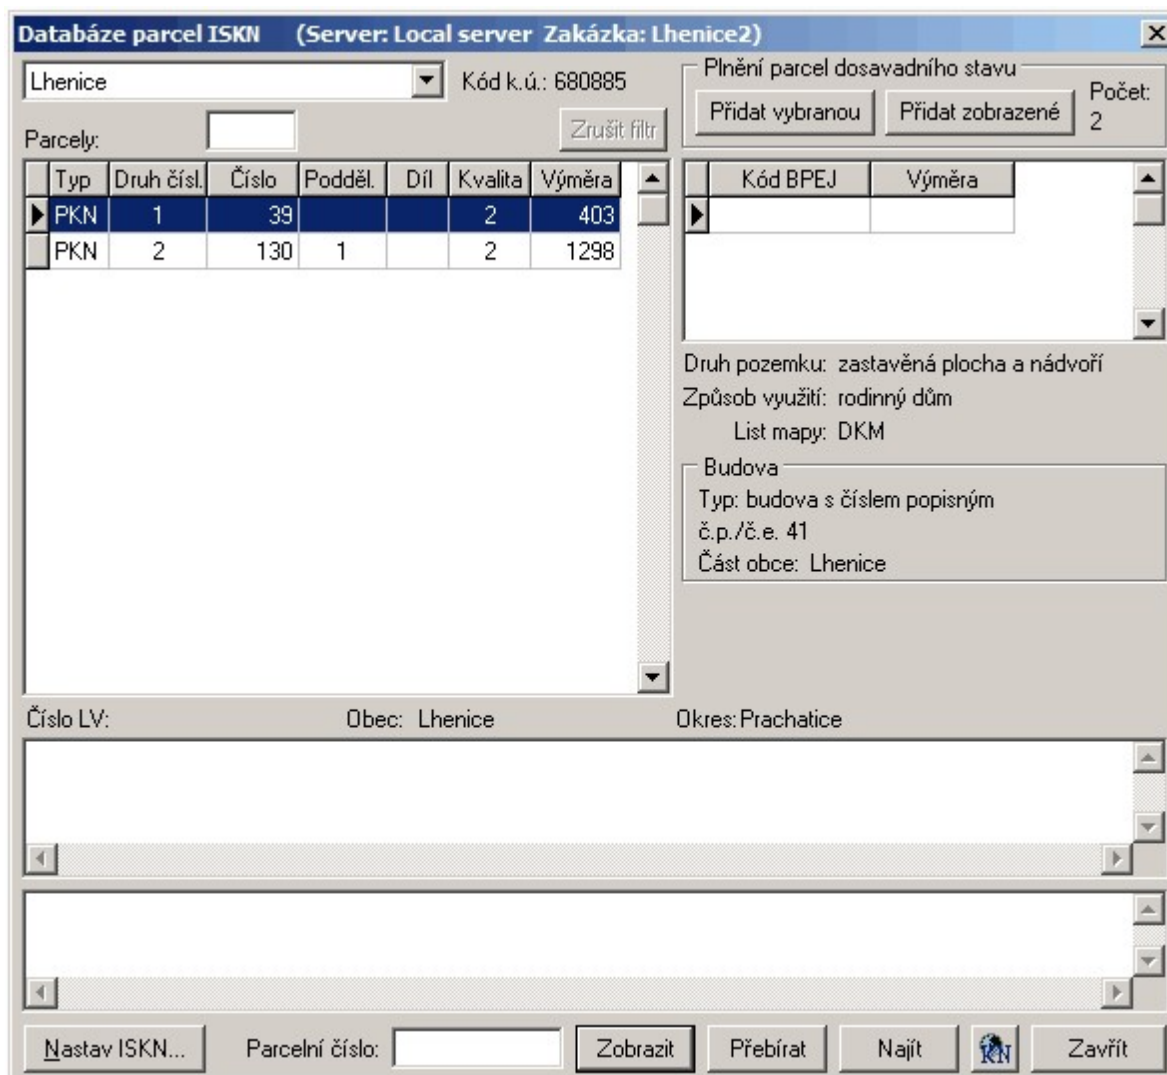 Databáze parcel ISKN (Server: Local server Zakázka: Lhenice2)
Lhenice
Kód k.ú.: 680885
Plnění parcel dosavadního stavu
Přidat vybranou
Přidat zobrazené
Počet:
2
Parcely:
Zrušit filtr
Typ Druh čísl. Číslo Podděl. Díl Kvalita Výměra
PKN 1 39 2 403
PKN 2 130 1 2 1298
Kód BPEJ Výměra
Druh pozemku: zastavěná plocha a nádvoří
Způsob využití: rodinný dům
List mapy: DKM
Budova
Typ: budova s číslem popisným
č.p./č.e. 41
Část obce: Lhenice
Číslo LV: Obec: Lhenice Okres: Prachatice
Nastav ISKN... Parcelní číslo: Zobrazit Přebírat Najít KN Zavřít